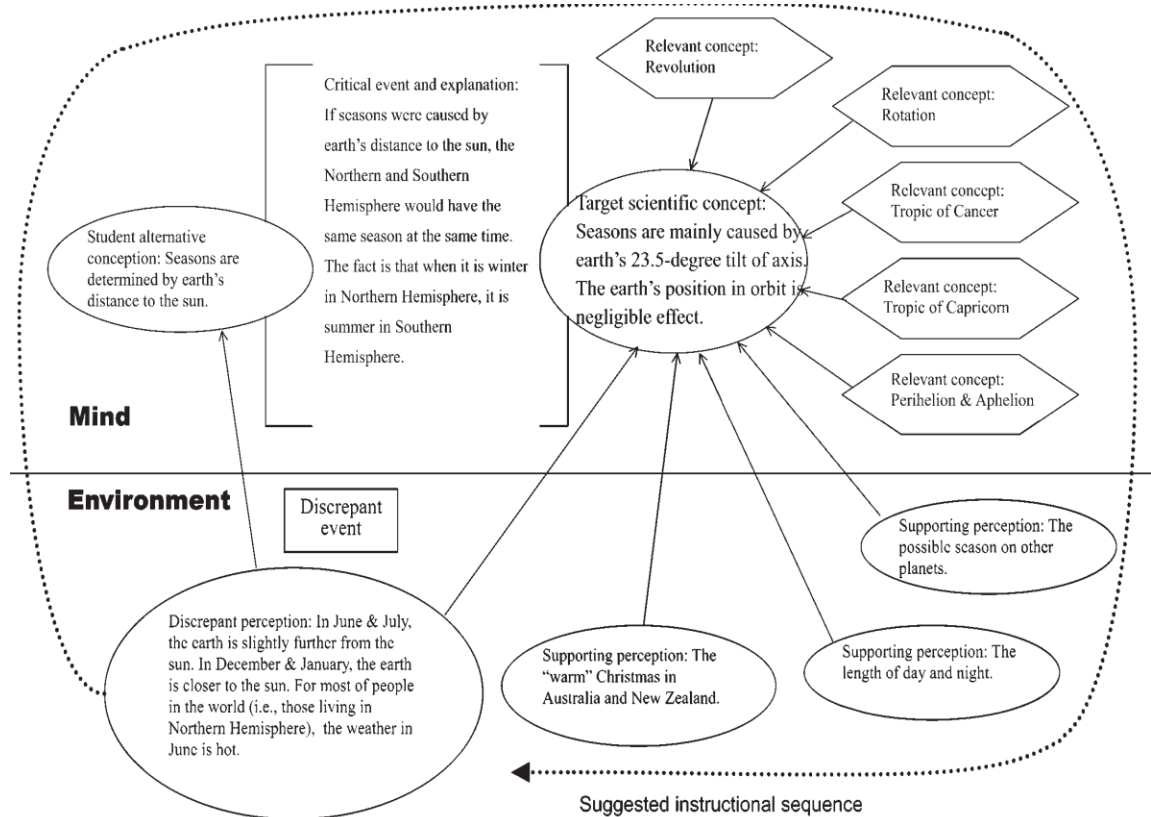 Relevant concept:
Revolution
Critical event and explanation:
If seasons were caused by
earth's distance to the sun, the
Northern and Southern
Hemisphere would have the
same season at the same time.
The fact is that when it is winter
in Northern Hemisphere, it is
summer in Southern
Hemisphere.
Relevant concept:
Rotation
Student alternative
conception: Seasons are
determined by earth's
distance to the sun.
Target scientific concept:
Seasons are mainly caused by
earth's 23.5-degree tilt of axis.
The earth's position in orbit is
negligible effect.
Relevant concept:
Tropic of Cancer
Relevant concept:
Tropic of Capricorn
Relevant concept:
Perihelion & Aphelion
Mind
Environment
Discrepant
event
Supporting perception: The
possible season on other
planets.
Discrepant perception: In June & July,
the earth is slightly further from the
sun. In December & January, the earth
is closer to the sun. For most of people
in the world (i.e., those living in
Northern Hemisphere), the weather in
June is hot.
Supporting perception: The
"warm" Christmas in
Australia and New Zealand.
Supporting perception: The
length of day and night.
Suggested instructional sequence